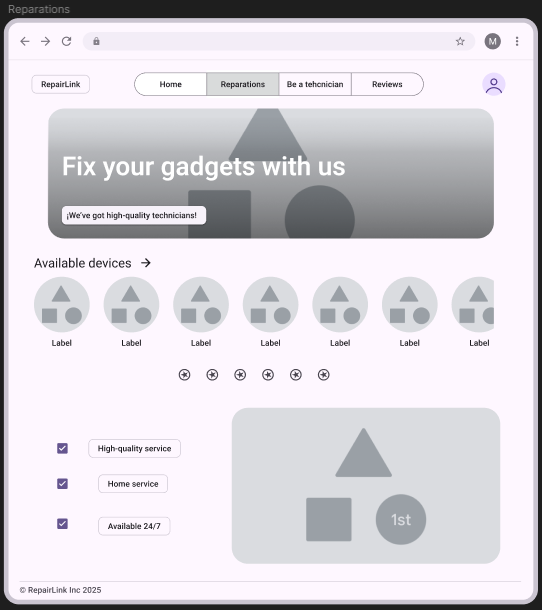 Reparations
M
RepairLink
Home
Reparations
Be a tehcnician
Reviews
Fix your gadgets with us
¡We've got high-quality technicians!
Available devices
Label
Label
Label
Label
Label
Label
Label
High-quality service
Home service
Available 24/7
1st
© RepairLink Inc 2025